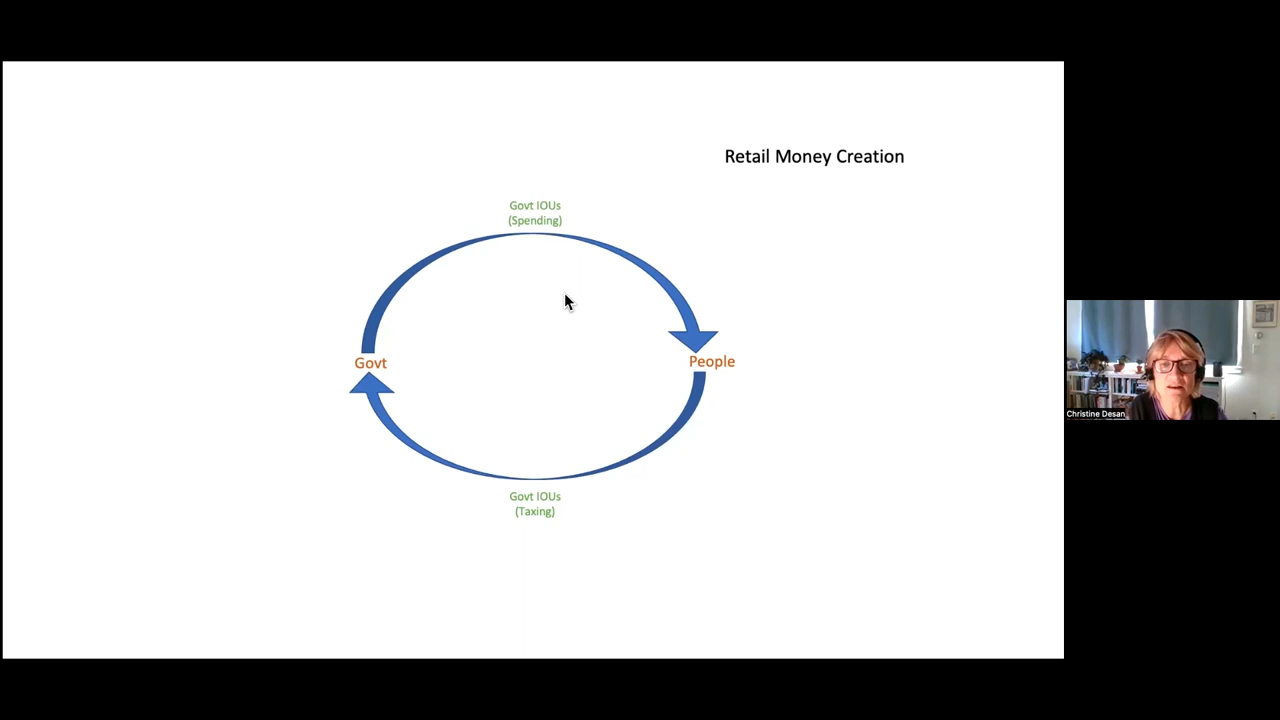 Retail Money Creation
Govt IOUs
(Spending)
Govt
People
Govt IOUs
(Taxing)
Christine Desan